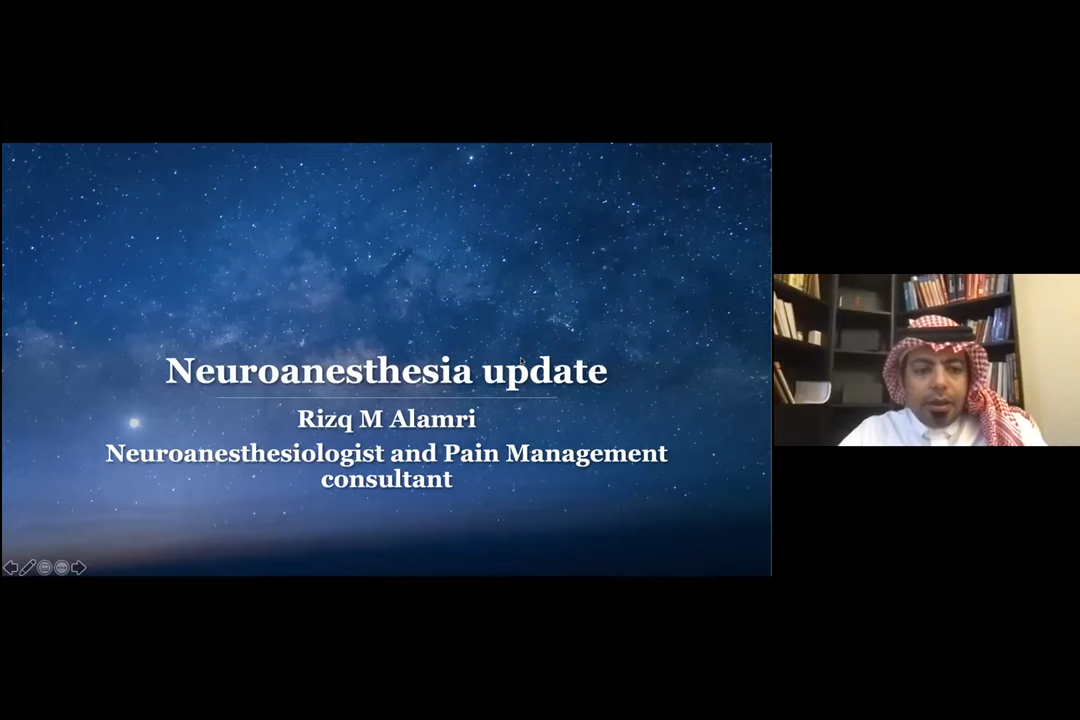 Neuroanesthesia update
Rizq M Alamri
Neuroanesthesiologist and Pain Management
consultant